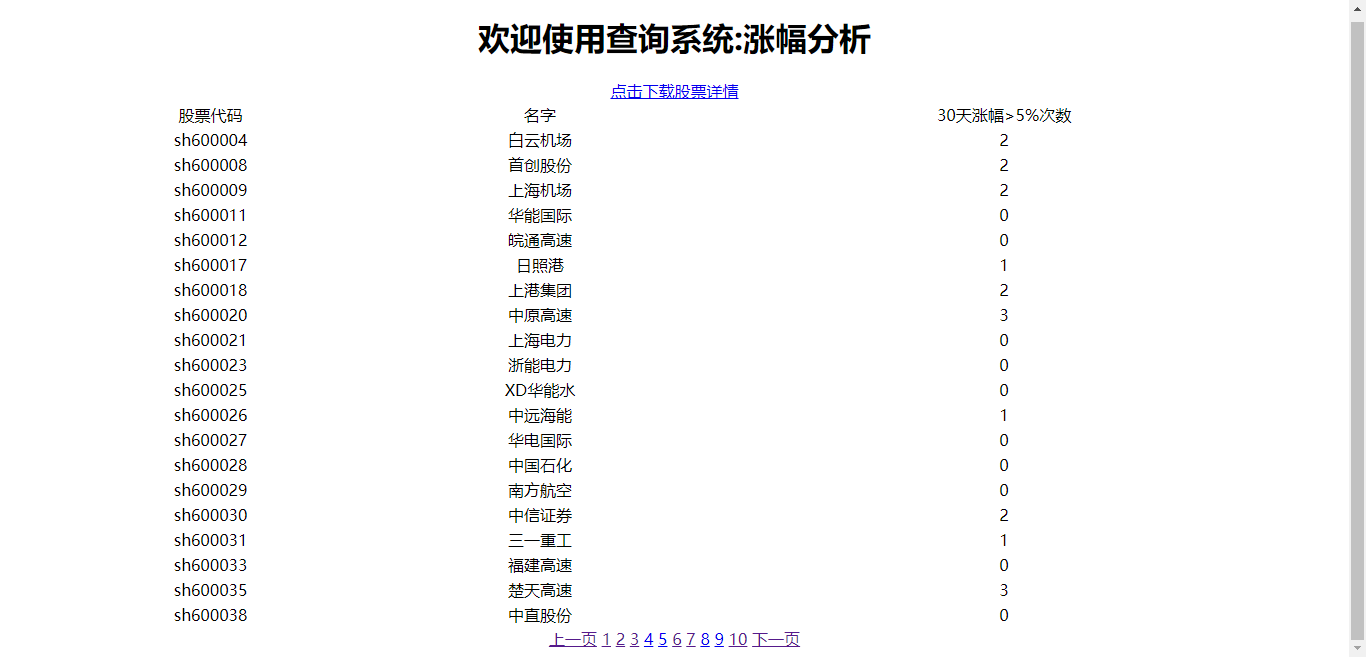 欢迎使用查询系统:涨幅分析
点击下载股票详情
股票代码 名字 30天涨幅>5%次数
sh600004 白云机场 2
sh600008 首创股份 2
sh600009 上海机场 2
sh600011 华能国际 0
sh600012 皖通高速 0
sh600017 日照港 1
sh600018 上港集团 2
sh600020 中原高速 3
sh600021 上海电力 0
sh600023 浙能电力 0
sh600025 XD华能水 0
sh600026 中远海能 1
sh600027 华电国际 0
sh600028 中国石化 0
sh600029 南方航空 0
sh600030 中信证券 2
sh600031 三一重工 1
sh600033 福建高速 0
sh600035 楚天高速 3
sh600038 中直股份 0
上一页 1 2 3 4 5 6 7 8 9 10 下一页